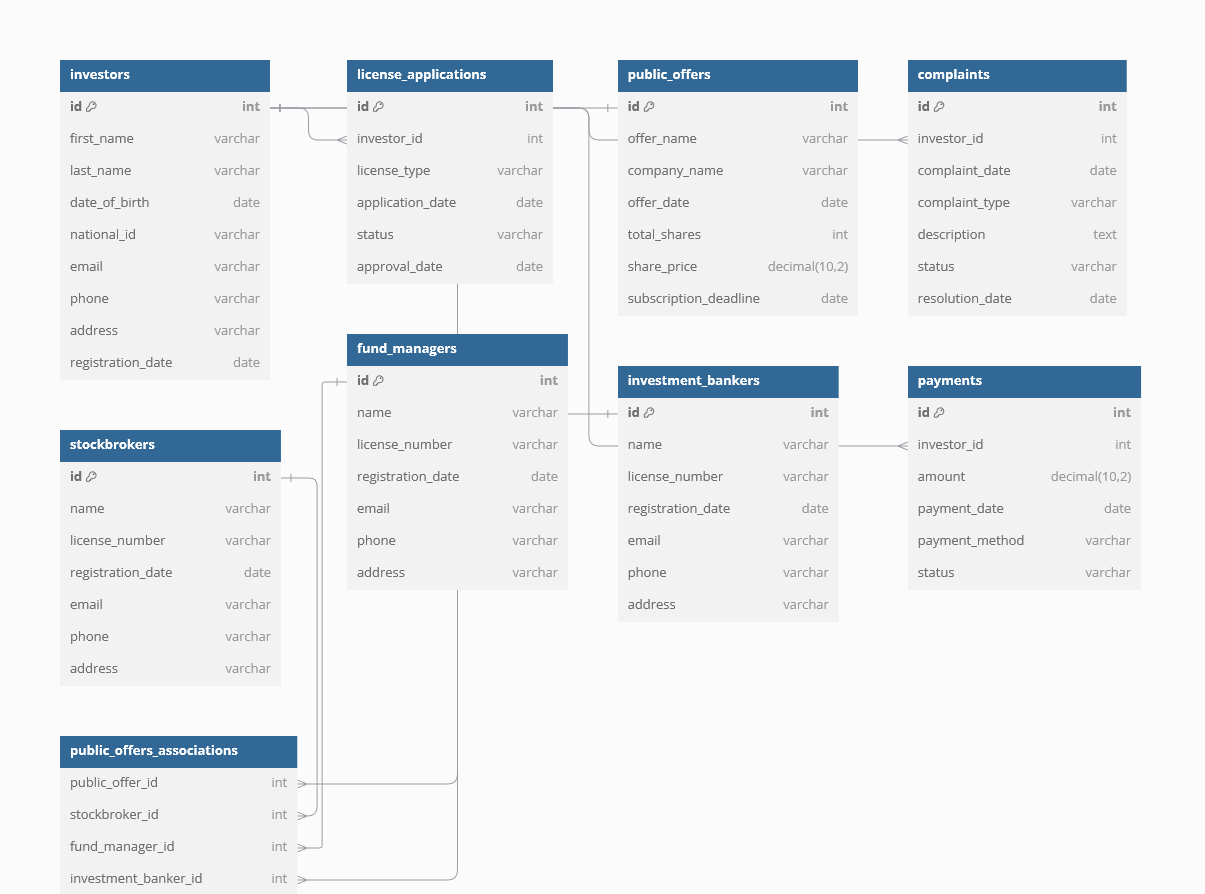 investors
id int
first_name varchar
last_name varchar
date_of_birth date
national_id varchar
email varchar
phone varchar
address varchar
registration_date date
license_applications
id int
investor_id int
license_type varchar
application_date date
status varchar
approval_date date
public_offers
id int
offer_name varchar
company_name varchar
offer_date date
total_shares int
share_price decimal(10,2)
subscription_deadline date
complaints
id int
investor_id int
complaint_date date
complaint_type varchar
description text
status varchar
resolution_date date
fund_managers
id int
name varchar
license_number varchar
registration_date date
email varchar
phone varchar
address varchar
investment_bankers
id int
name varchar
license_number varchar
registration_date date
email varchar
phone varchar
address varchar
payments
id int
investor_id int
amount decimal(10,2)
payment_date date
payment_method varchar
status varchar
stockbrokers
id int
name varchar
license_number varchar
registration_date date
email varchar
phone varchar
address varchar
public_offers_associations
public_offer_id int
stockbroker_id int
fund_manager_id int
investment_banker_id int